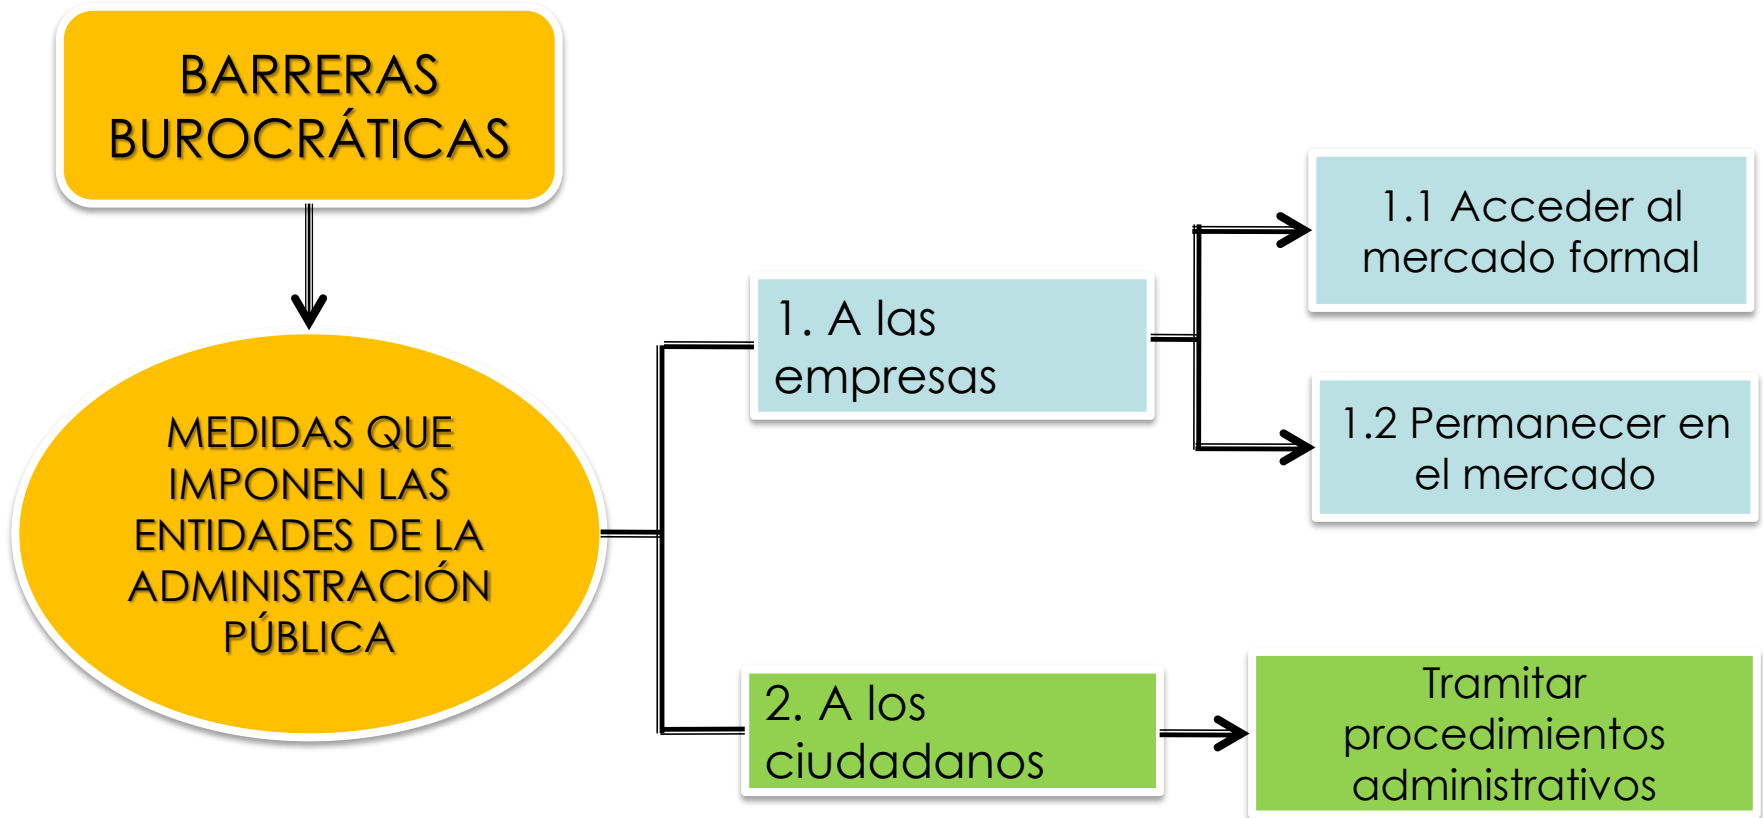 BARRERAS
BUROCRÁTICAS
MEDIDAS QUE
IMPONEN LAS
ENTIDADES DE LA
ADMINISTRACIÓN
PÚBLICA
1. A las
empresas
1.1 Acceder al
mercado formal
1.2 Permanecer en
el mercado
2. A los
ciudadanos
Tramitar
procedimientos
administrativos